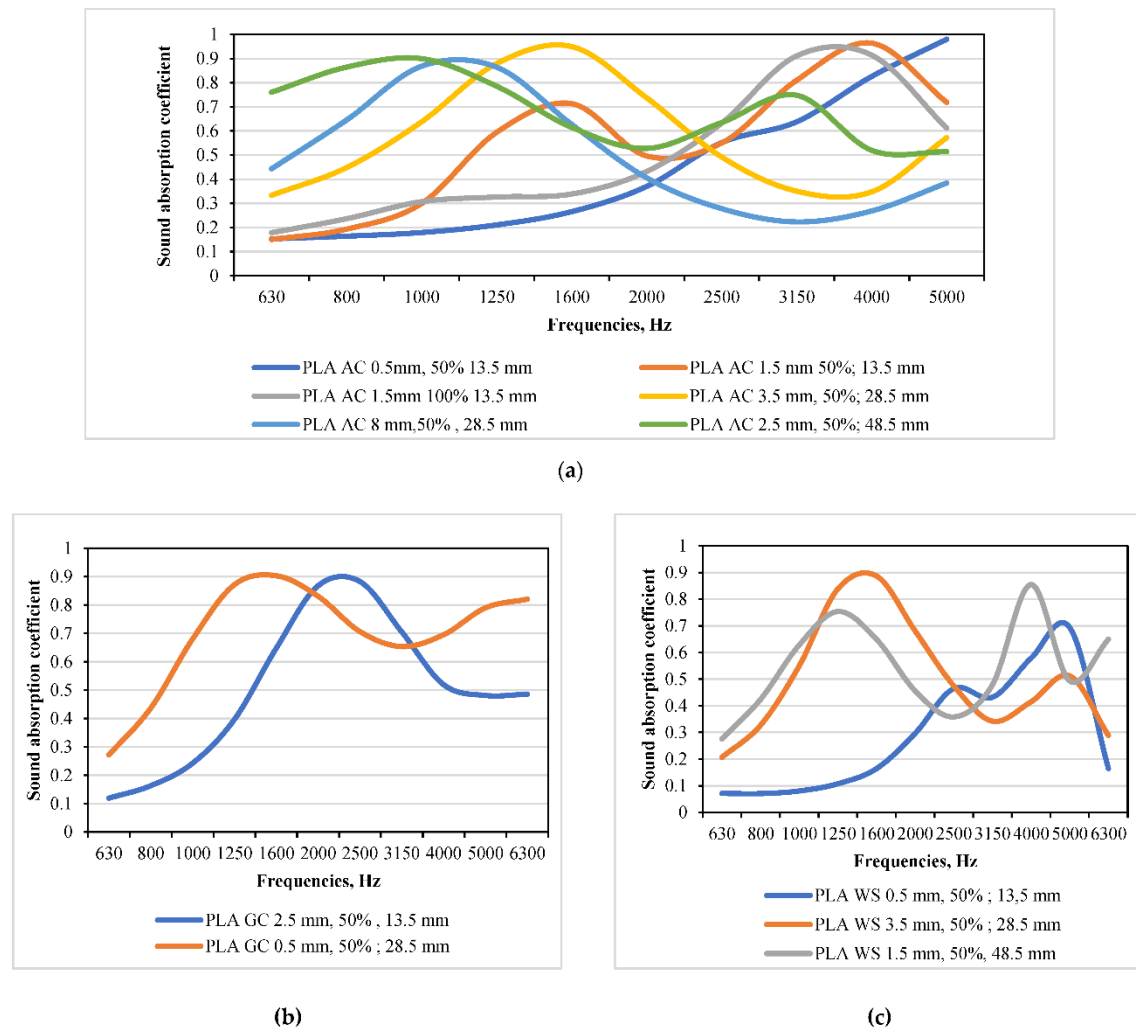 Sound absorption coefficient
1
0.9
0.8
0.7
0.6
0.5
0.4
0.3
0.2
0.1
0
630 800 1000 1250 1600 2000 2500 3150 4000 5000
Frequencies, Hz
PLA AC 0.5mm, 50% 13.5 mm
PLA AC 1.5 mm 50%; 13.5 mm
PLA AC 1.5mm 100% 13.5 mm
PLA AC 3.5 mm, 50%; 28.5 mm
PLA AC 8 mm,50% , 28.5 mm
PLA AC 2.5 mm, 50%; 48.5 mm
(a)
Sound absorption coefficient
1
0.9
0.8
0.7
0.6
0.5
0.4
0.3
0.2
0.1
0
630 800 1000 1250 1600 2000 2500 3150 4000 5000 6300
Frequencies, Hz
PLA GC 2.5 mm, 50% , 13.5 mm
PLA GC 0.5 mm, 50% ; 28.5 mm
(b)
Sound absorption coefficient
1
0.9
0.8
0.7
0.6
0.5
0.4
0.3
0.2
0.1
0
630 800 1000 1250 1600 2000 2500 3150 4000 5000 6300
Frequencies, Hz
PLA WS 0.5 mm, 50% ; 13,5 mm
PLA WS 3.5 mm, 50% ; 28.5 mm
PLA WS 1.5 mm, 50%, 48.5 mm
(c)